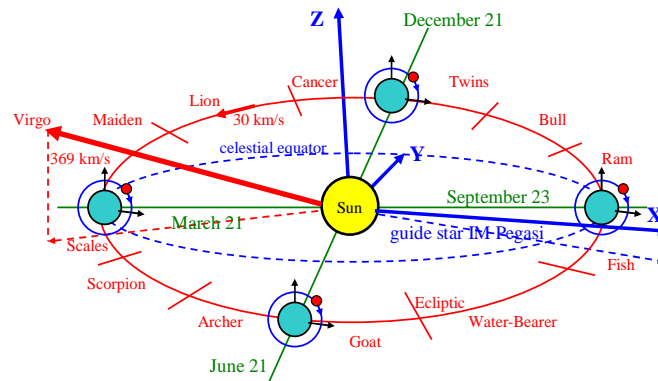 December 21
Z
Cancer
Twins
Lion
30 km/s
Virgo
Maiden
Bull
celestial equator
369 km/s
Y
Ram
Sun
September 23
X
March 21
guide star IM Pegasi
Scales
Fish
Scorpion
Ecliptic
Archer
Water-Bearer
Goat
June 21